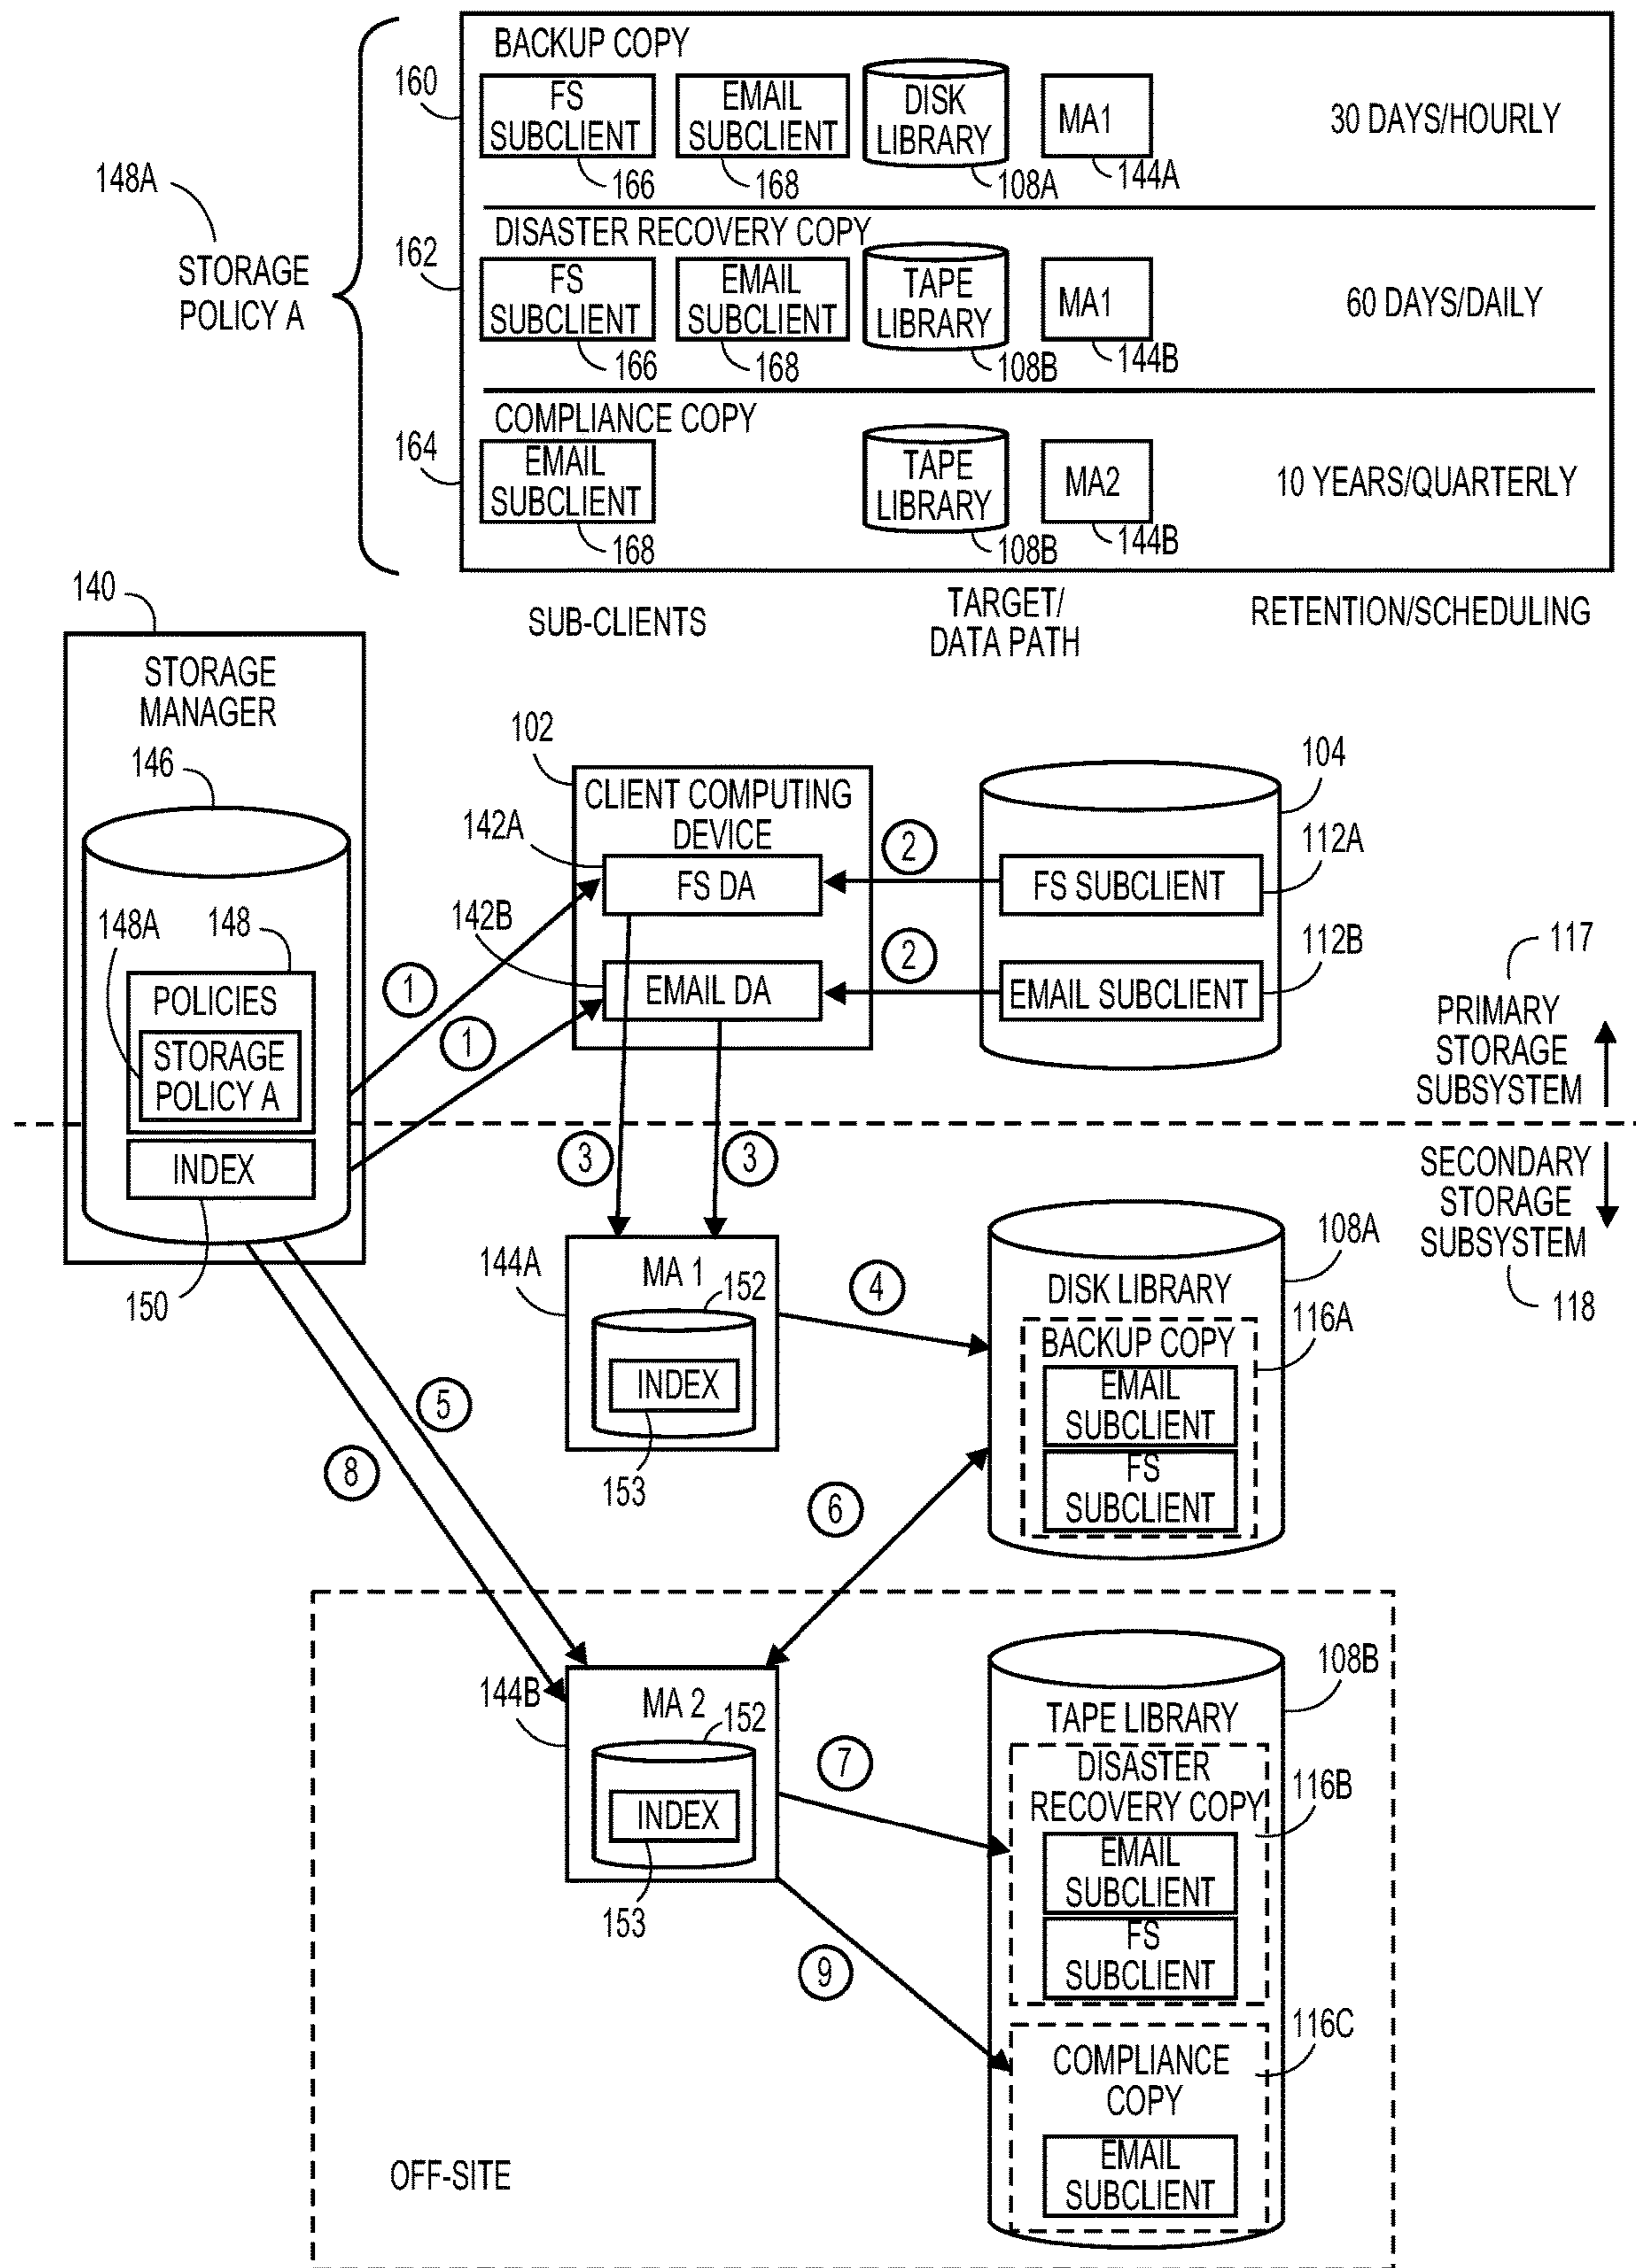 BACKUP COPY
160
FS
SUBCLIENT
166
EMAIL
SUBCLIENT
168
DISK
LIBRARY
108A
MA1
144A
30 DAYS/HOURLY
148A
STORAGE
POLICY A
DISASTER RECOVERY COPY
162
FS
SUBCLIENT
166
EMAIL
SUBCLIENT
168
TAPE
LIBRARY
108B
MA1
144B
60 DAYS/DAILY
COMPLIANCE COPY
164
EMAIL
SUBCLIENT
168
TAPE
LIBRARY
108B
MA2
144B
10 YEARS/QUARTERLY
SUB-CLIENTS
TARGET/
DATA PATH
RETENTION/SCHEDULING
140
STORAGE
MANAGER
146
148A
148
POLICIES
STORAGE
POLICY A
INDEX
150
102
CLIENT COMPUTING
DEVICE
142A
FS DA
142B
EMAIL DA
104
FS SUBCLIENT
112A
EMAIL SUBCLIENT
112B
1
1
2
2
117
PRIMARY
STORAGE
SUBSYSTEM
SECONDARY
STORAGE
SUBSYSTEM
118
3
3
144A
MA 1
152
INDEX
153
4
108A
DISK LIBRARY
BACKUP COPY
116A
EMAIL
SUBCLIENT
FS
SUBCLIENT
5
8
6
144B
MA 2
152
INDEX
153
7
9
108B
TAPE LIBRARY
DISASTER
RECOVERY COPY
116B
EMAIL
SUBCLIENT
FS
SUBCLIENT
116C
COMPLIANCE
COPY
EMAIL
SUBCLIENT
OFF-SITE